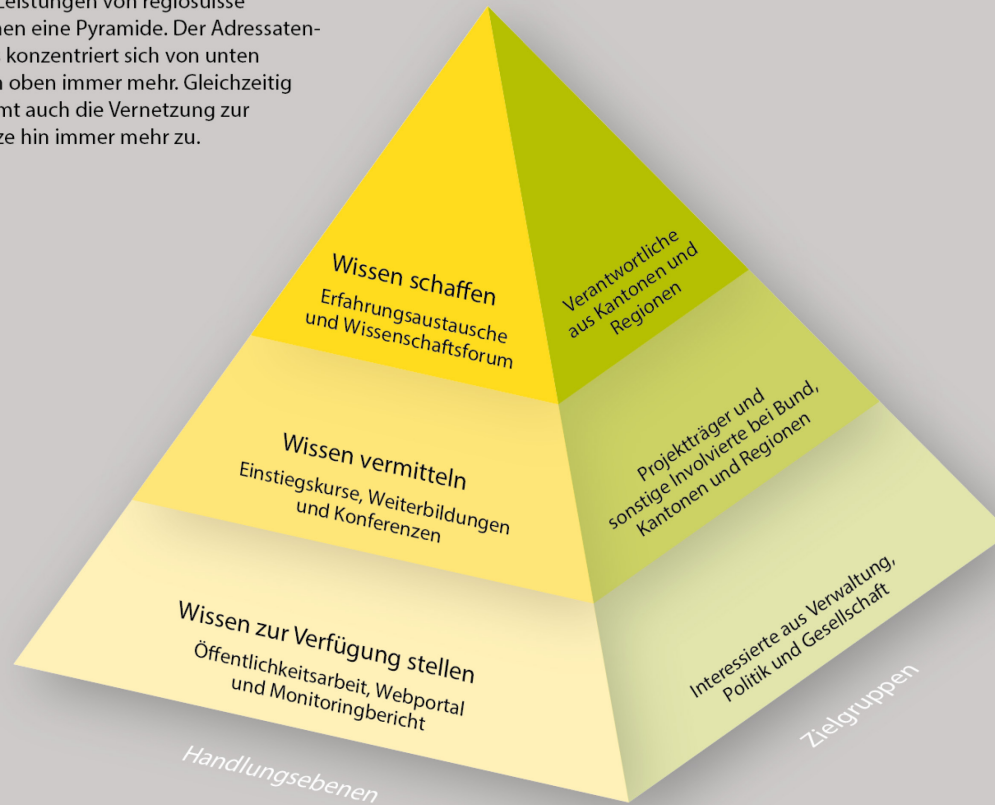 Leistungen von regiosuisse
eine Pyramide. Der Adressaten-
konzentriert sich von unten
oben immer mehr. Gleichzeitig
auch die Vernetzung zur
hin immer mehr zu.
Wissen schaffen
Erfahrungsaustausche
und Wissenschaftsforum
Verantwortliche
aus Kantonen und
Regionen
Wissen vermitteln
Einstiegskurse, Weiterbildungen
und Konferenzen
Projektträger und
sonstige Involvierte bei Bund,
Kantonen und Regionen
Wissen zur Verfügung stellen
Öffentlichkeitsarbeit, Webportal
und Monitoringbericht
Interessierte aus Verwaltung,
Politik und Gesellschaft
Handlungsebenen
Zielgruppen